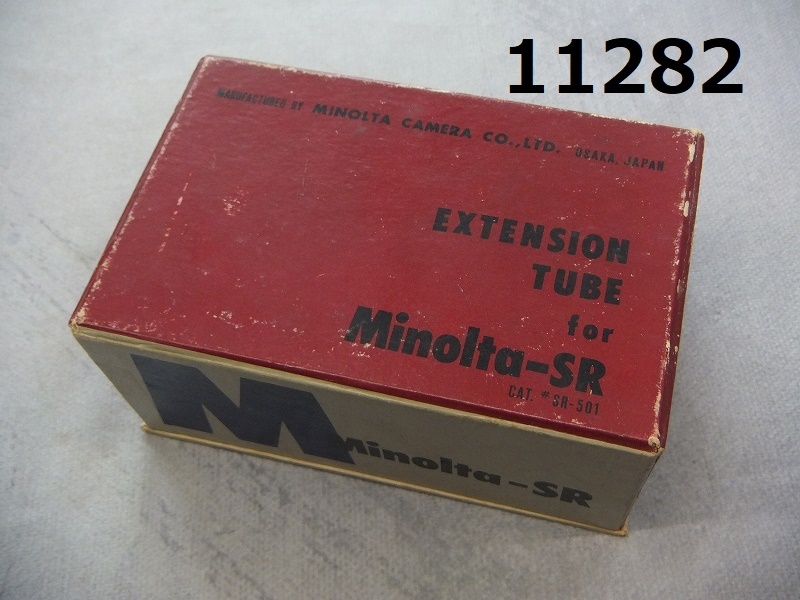 11282
MANUFACTURED BY MINOLTA CAMERA CO.,LTD. OSAKA, JAPAN
EXTENSION
TUBE
for
Minolta-SR
CAT. #SR-501
M
Minolta-SR